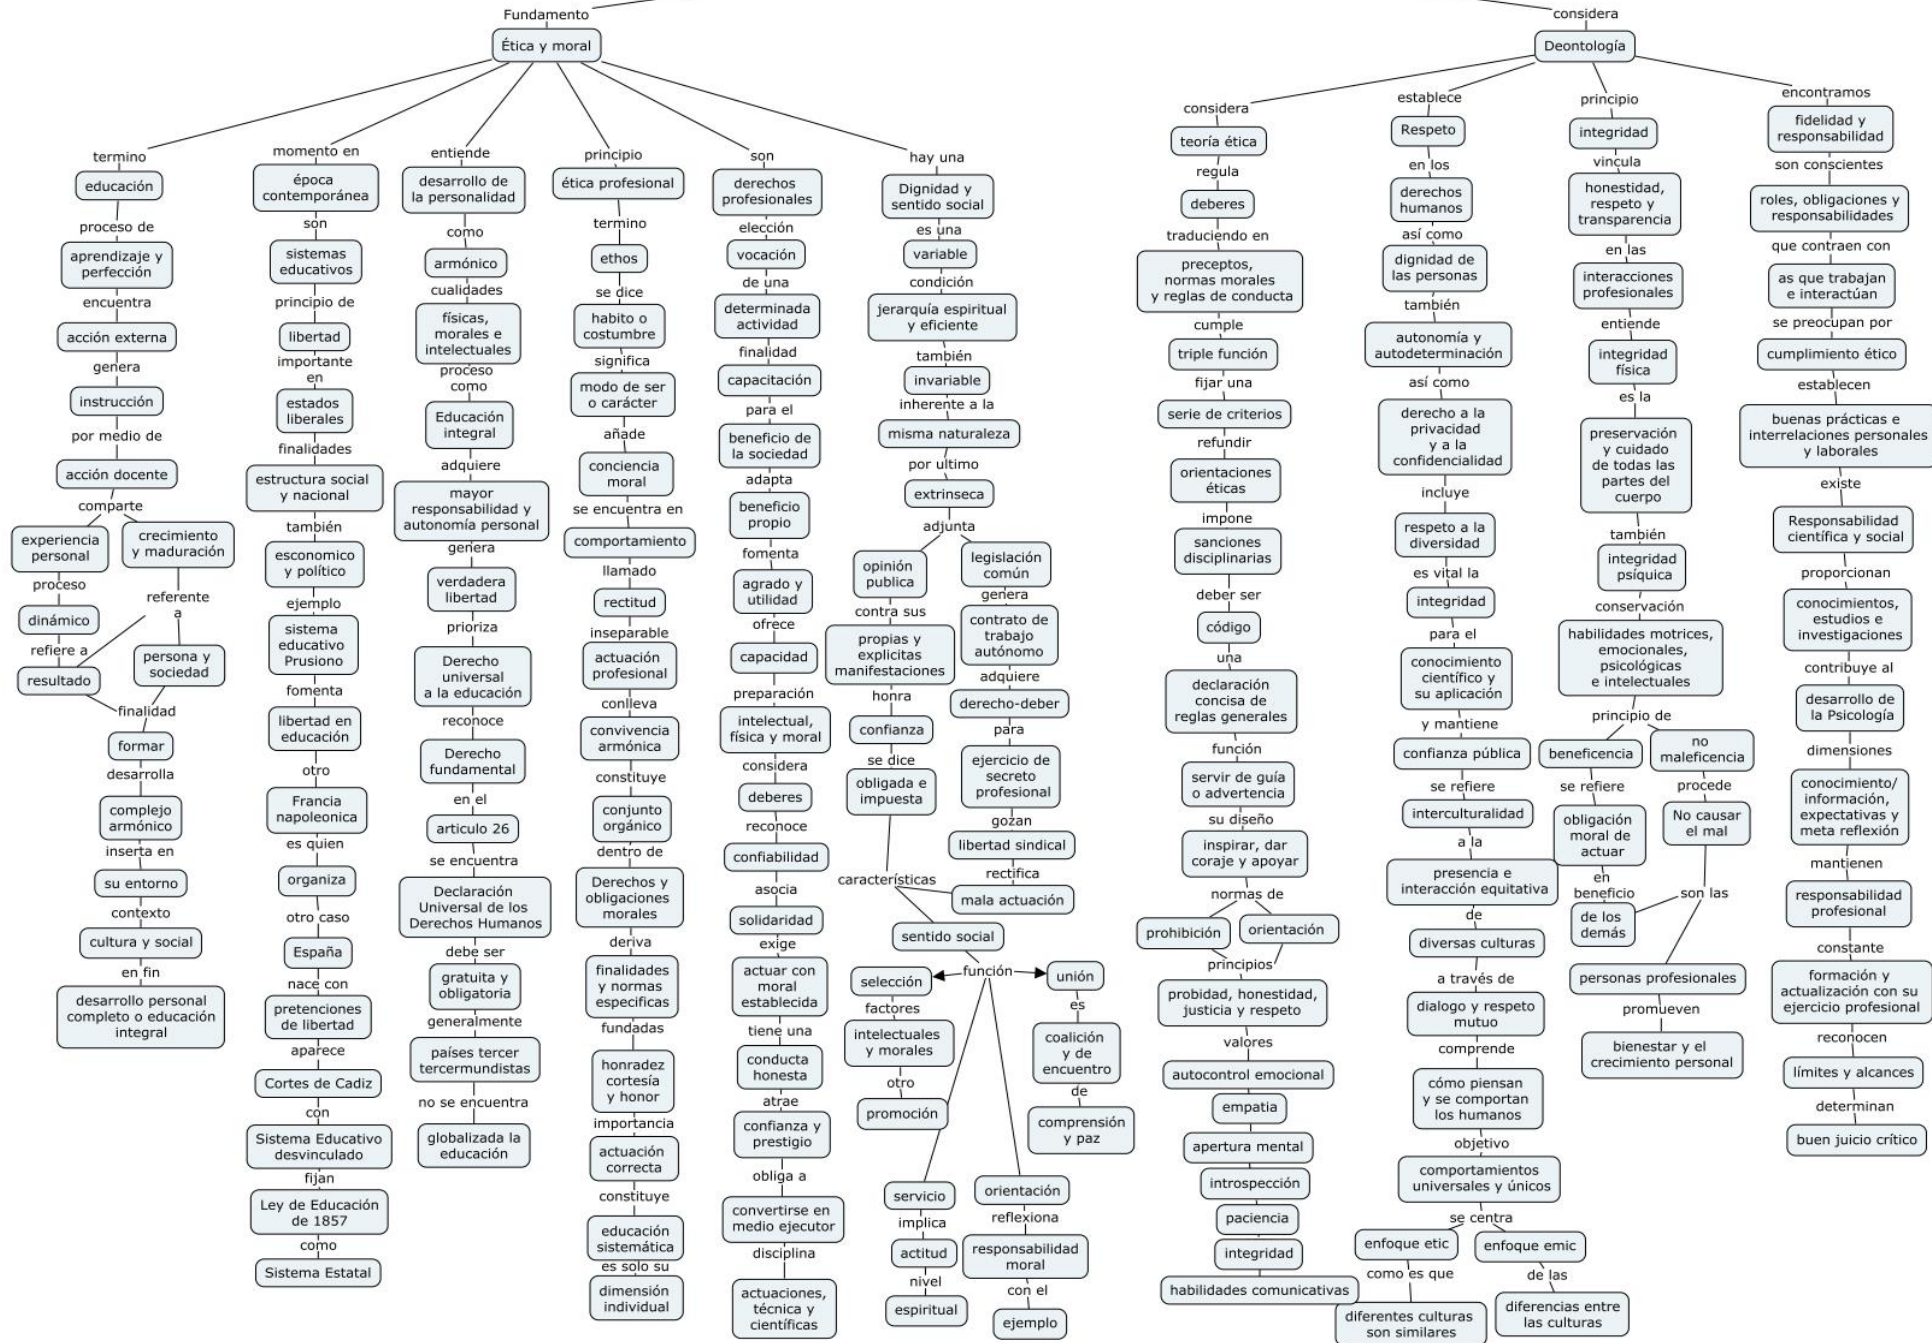 Fundamento
Ética y moral
termino
educación
proceso de
aprendizaje y
perfección
encuentra
acción externa
genera
instrucción
por medio de
acción docente
comparte
experiencia
personal
proceso
dinámico
refiere a
resultado
crecimiento
y maduración
referente
a
persona y
sociedad
finalidad
formar
desarrolla
complejo
armónico
inserta en
su entorno
contexto
cultura y social
en fin
desarrollo personal
completo o educación
integral
momento en
época
contemporánea
son
sistemas
educativos
principio de
libertad
importante
en
estados
liberales
finalidades
estructura social
y nacional
también
esconomico
y político
ejemplo
sistema
educativo
Prusiono
fomenta
libertad en
educación
otro
Francia
napoleonica
es quien
organiza
otro caso
España
nace con
pretenciones
de libertad
aparece
Cortes de Cadiz
con
Sistema Educativo
desvinculado
fijan
Ley de Educación
de 1857
como
Sistema Estatal
entiende
desarrollo de
la personalidad
como
armónico
cualidades
físicas,
morales e
intelectuales
proceso
como
Educación
integral
adquiere
mayor
responsabilidad y
autonomía personal
genera
verdadera
libertad
prioriza
Derecho
universal
a la educación
reconoce
Derecho
fundamental
en el
articulo 26
se encuentra
Declaración
Universal de los
Derechos Humanos
debe ser
gratuita y
obligatoria
generalmente
países tercer
tercermundistas
no se encuentra
globalizada la
educación
principio
ética profesional
termino
ethos
se dice
habito o
costumbre
significa
modo de ser
o carácter
añade
conciencia
moral
se encuentra en
comportamiento
llamado
rectitud
inseparable
actuación
profesional
conlleva
convivencia
armónica
constituye
conjunto
orgánico
dentro de
Derechos y
obligaciones
morales
deriva
finalidades
y normas
especificas
fundadas
honradez
cortesía
y honor
importancia
actuación
correcta
constituye
educación
sistemática
es solo su
dimensión
individual
son
derechos
profesionales
elección
vocación
de una
determinada
actividad
finalidad
capacitación
para el
beneficio de
la sociedad
adapta
beneficio
propio
fomenta
agrado y
utilidad
ofrece
capacidad
preparación
intelectual,
física y moral
considera
deberes
reconoce
confiabilidad
asocia
solidaridad
exige
actuar con
moral
establecida
tiene una
conducta
honesta
atrae
confianza y
prestigio
obliga a
convertirse en
medio ejecutor
disciplina
actuaciones,
técnica y
científicas
hay una
Dignidad y
sentido social
es una
variable
condición
jerarquía espiritual
y eficiente
también
invariable
inherente a la
misma naturaleza
por ultimo
extrinseca
adjunta
opinión
publica
contra sus
propias y
explicitas
manifestaciones
honra
confianza
se dice
obligada e
impuesta
legislación
común
genera
contrato de
trabajo
autónomo
adquiere
derecho-deber
para
ejercicio de
secreto
profesional
gozan
libertad sindical
rectifica
mala actuación
características
sentido social
función
selección
factores
intelectuales
y morales
otro
promoción
unión
es
coalición
y de
encuentro
de
comprensión
y paz
servicio
implica
actitud
nivel
espiritual
orientación
reflexiona
responsabilidad
moral
con el
ejemplo
considera
Deontología
considera
teoría ética
regula
deberes
traduciendo en
preceptos,
normas morales
y reglas de conducta
cumple
triple función
fijar una
serie de criterios
refundir
orientaciones
éticas
impone
sanciones
disciplinarias
deber ser
código
una
declaración
concisa de
reglas generales
función
servir de guía
o advertencia
su diseño
inspirar, dar
coraje y apoyar
normas de
prohibición
orientación
principios
probidad, honestidad,
justicia y respeto
valores
autocontrol emocional
empatia
apertura mental
introspección
paciencia
integridad
habilidades comunicativas
establece
Respeto
en los
derechos
humanos
así como
dignidad de
las personas
también
autonomía y
autodeterminación
así como
derecho a la
privacidad
y a la
confidencialidad
incluye
respeto a la
diversidad
es vital la
integridad
para el
conocimiento
científico y
su aplicación
y mantiene
confianza pública
se refiere
interculturalidad
a la
presencia e
interacción equitativa
de
diversas culturas
a través de
dialogo y respeto
mutuo
comprende
cómo piensan
y se comportan
los humanos
objetivo
comportamientos
universales y únicos
se centra
enfoque etic
como es que
diferentes culturas
son similares
enfoque emic
de las
diferencias entre
las culturas
principio
integridad
vincula
honestidad,
respeto y
transparencia
en las
interacciones
profesionales
entiende
integridad
física
es la
preservación
y cuidado
de todas las
partes del
cuerpo
también
integridad
psíquica
conservación
habilidades motrices,
emocionales,
psicológicas
e intelectuales
principio de
beneficencia
se refiere
obligación
moral de
actuar
en
beneficio
de los
demás
no
maleficencia
procede
No causar
el mal
son las
personas profesionales
promueven
bienestar y el
crecimiento personal
encontramos
fidelidad y
responsabilidad
son conscientes
roles, obligaciones y
responsabilidades
que contraen con
as que trabajan
e interactúan
se preocupan por
cumplimiento ético
establecen
buenas prácticas e
interrelaciones personales
y laborales
existe
Responsabilidad
científica y social
proporcionan
conocimientos,
estudios e
investigaciones
contribuye al
desarrollo de
la Psicología
dimensiones
conocimiento/
información,
expectativas y
meta reflexión
mantienen
responsabilidad
profesional
constante
formación y
actualización con su
ejercicio profesional
reconocen
límites y alcances
determinan
buen juicio crítico